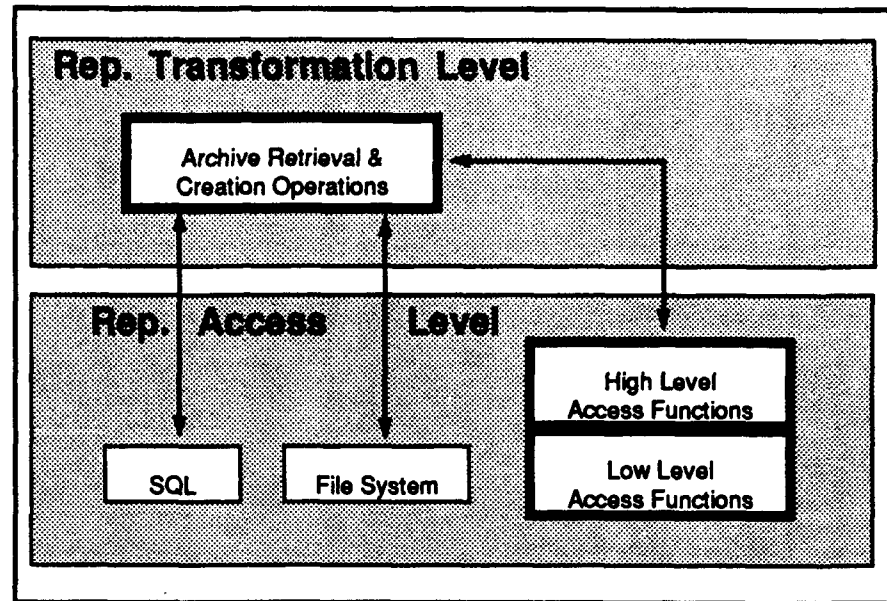 Rep. Transformation Level
Archive Retrieval &
Creation Operations
Rep. Access Level
High Level
Access Functions
SQL
File System
Low Level
Access Functions